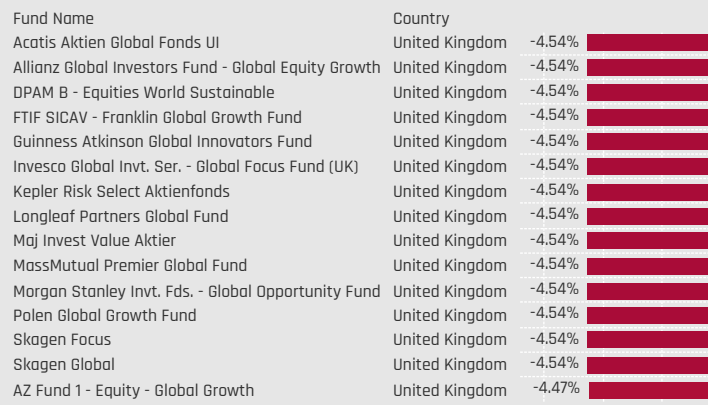 Fund Name Country
Acatis Aktien Global Fonds UI United Kingdom -4.54%
Allianz Global Investors Fund - Global Equity Growth United Kingdom -4.54%
DPAM B - Equities World Sustainable United Kingdom -4.54%
FTIF SICAV - Franklin Global Growth Fund United Kingdom -4.54%
Guinness Atkinson Global Innovators Fund United Kingdom -4.54%
Invesco Global Invt. Ser. - Global Focus Fund (UK) United Kingdom -4.54%
Kepler Risk Select Aktienfonds United Kingdom -4.54%
Longleaf Partners Global Fund United Kingdom -4.54%
Maj Invest Value Aktier United Kingdom -4.54%
MassMutual Premier Global Fund United Kingdom -4.54%
Morgan Stanley Invt. Fds. - Global Opportunity Fund United Kingdom -4.54%
Polen Global Growth Fund United Kingdom -4.54%
Skagen Focus United Kingdom -4.54%
Skagen Global United Kingdom -4.54%
AZ Fund 1 - Equity - Global Growth United Kingdom -4.47%